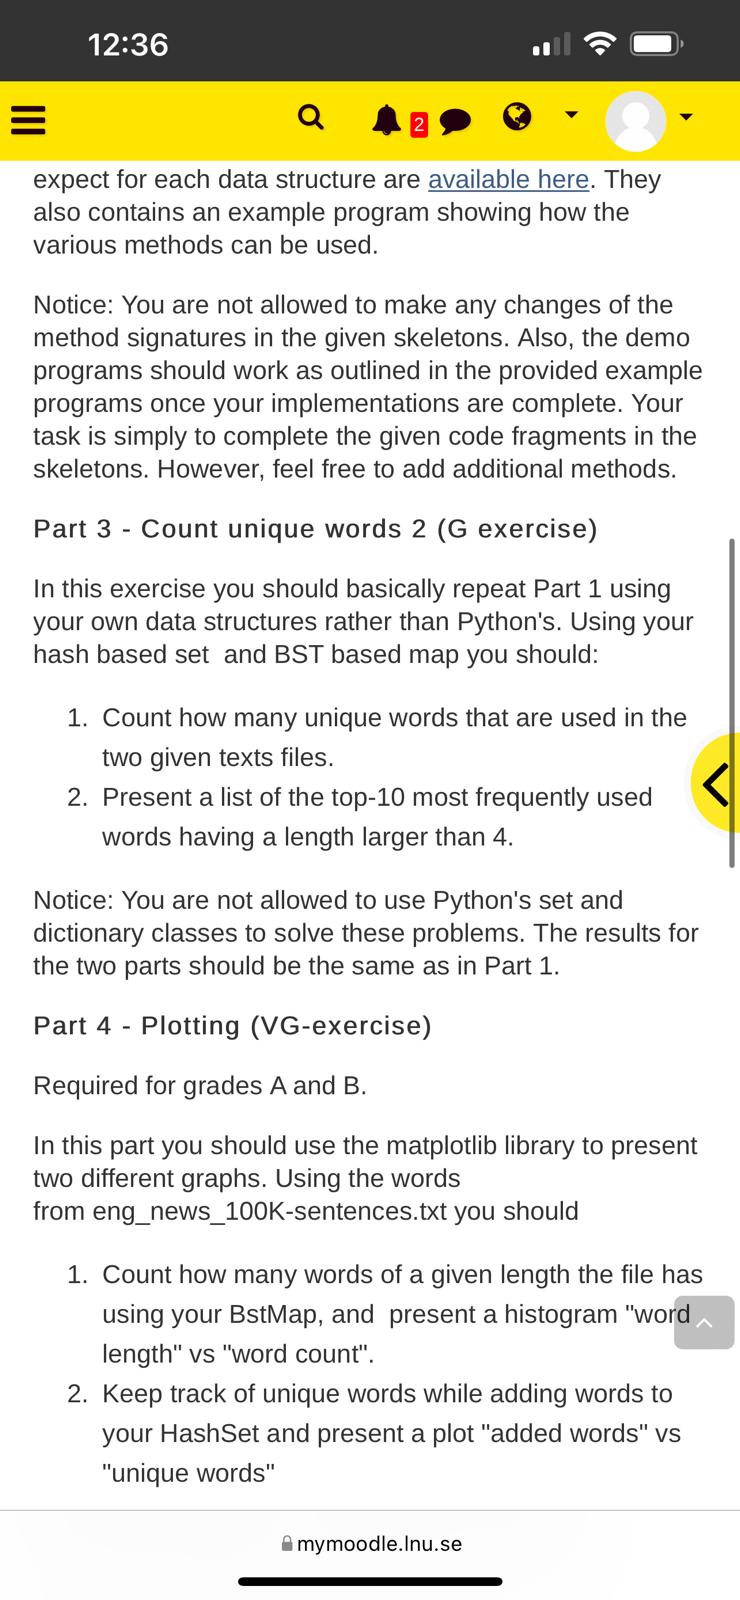 12:36
2
expect for each data structure are available here. They
also contains an example program showing how the
various methods can be used.
Notice: You are not allowed to make any changes of the
method signatures in the given skeletons. Also, the demo
programs should work as outlined in the provided example
programs once your implementations are complete. Your
task is simply to complete the given code fragments in the
skeletons. However, feel free to add additional methods.
Part 3 - Count unique words 2 (G exercise)
In this exercise you should basically repeat Part 1 using
your own data structures rather than Python's. Using your
hash based set  and BST based map you should:
1. Count how many unique words that are used in the
two given texts files.
2. Present a list of the top-10 most frequently used
words having a length larger than 4.
Notice: You are not allowed to use Python's set and
dictionary classes to solve these problems. The results for
the two parts should be the same as in Part 1.
Part 4 - Plotting (VG-exercise)
Required for grades A and B.
In this part you should use the matplotlib library to present
two different graphs. Using the words
from eng_news_100K-sentences.txt you should
1. Count how many words of a given length the file has
using your BstMap, and  present a histogram "word
length" vs "word count".
2. Keep track of unique words while adding words to
your HashSet and present a plot "added words" vs
"unique words"
mymoodle.lnu.se